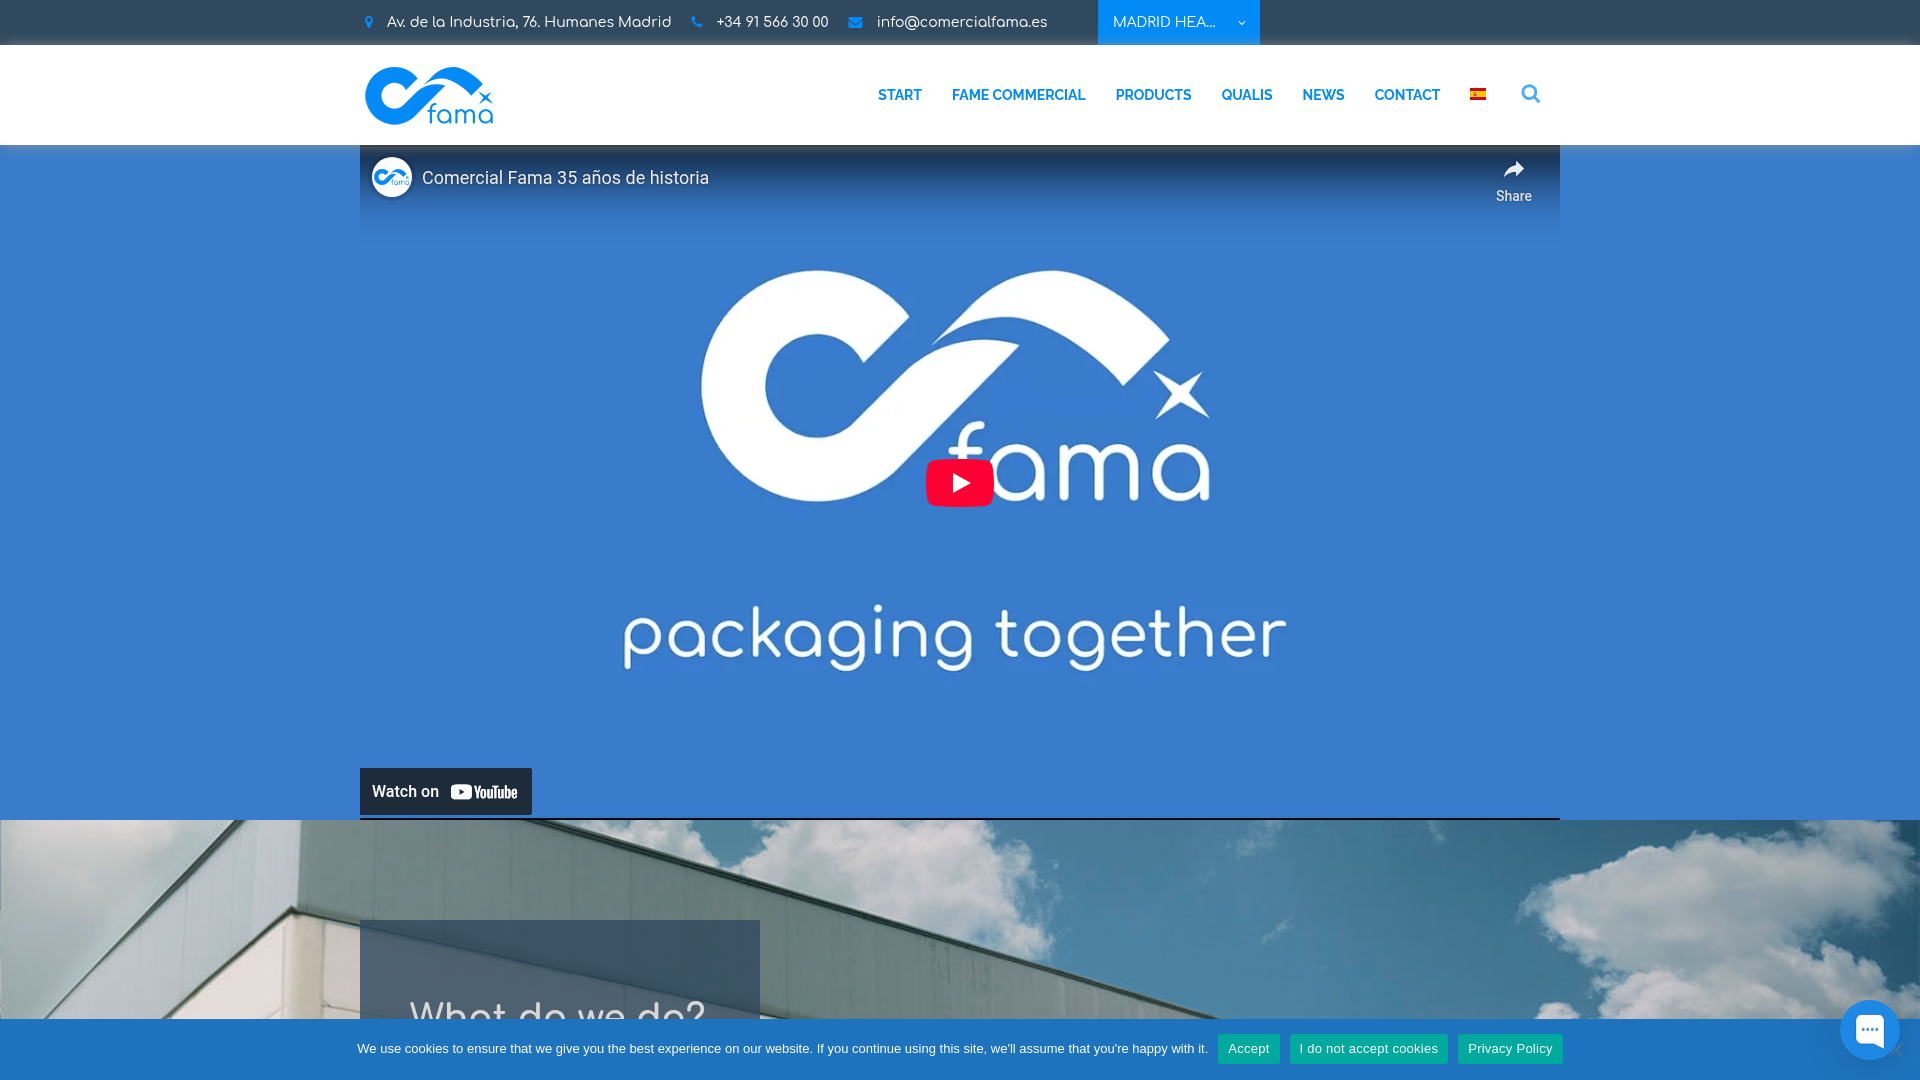 Av. de la Industria, 76. Humanes Madrid +34 91 566 30 00 info@comercialfama.es MADRID HEA...
fama START FAME COMMERCIAL PRODUCTS QUALIS NEWS CONTACT
fama Comercial Fama 35 años de historia
Share
fama
packaging together
Watch on YouTube
What do we do?
We use cookies to ensure that we give you the best experience on our website. If you continue using this site, we'll assume that you're happy with it. Accept I do not accept cookies Privacy Policy